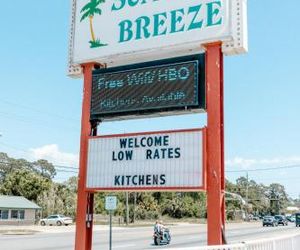 BREEZE
Free Wifi/HBO
Kitchens Available
WELCOME
LOW RATES
KITCHENS